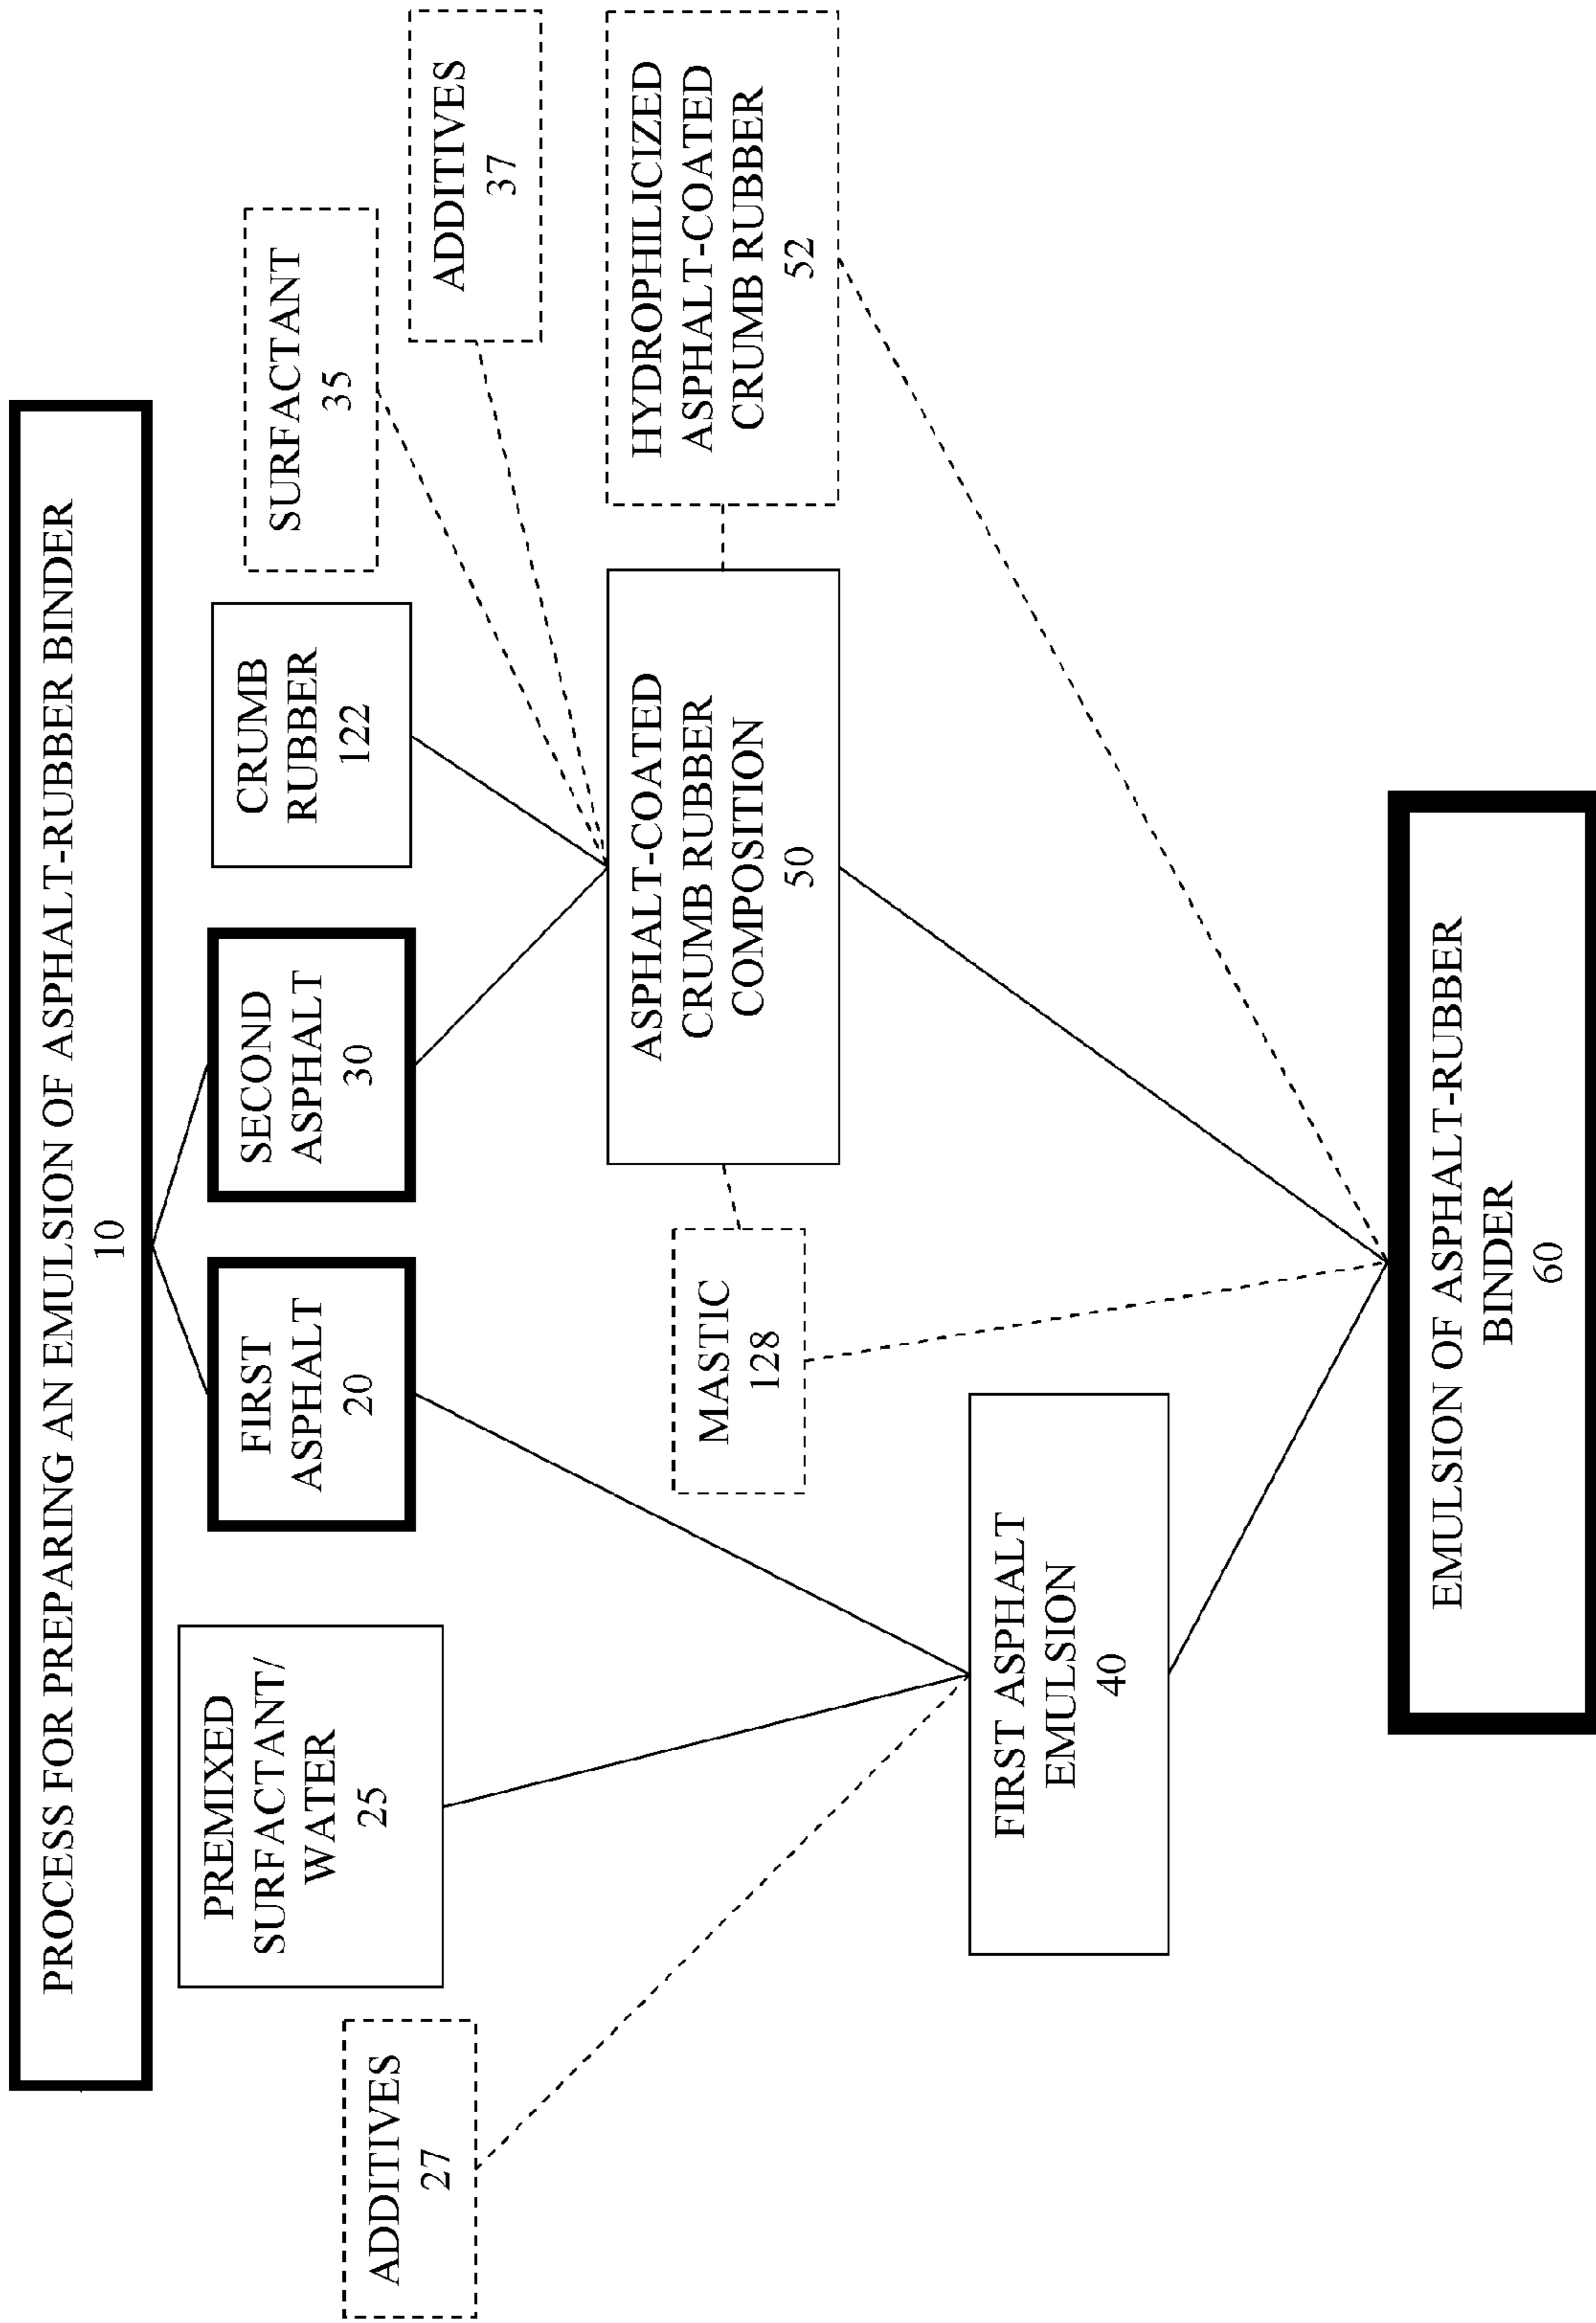 PROCESS FOR PREPARING AN EMULSION OF ASPHALT-RUBBER BINDER
10
ADDITIVES
27
PREMIXED
SURFACTANT/
WATER
25
FIRST
ASPHALT
20
SECOND
ASPHALT
30
CRUMB
RUBBER
122
SURFACTANT
35
ADDITIVES
37
FIRST ASPHALT
EMULSION
40
MASTIC
128
ASPHALT-COATED
CRUMB RUBBER
COMPOSITION
50
HYDROPHILICIZED
ASPHALT-COATED
CRUMB RUBBER
52
EMULSION OF ASPHALT-RUBBER
BINDER
60